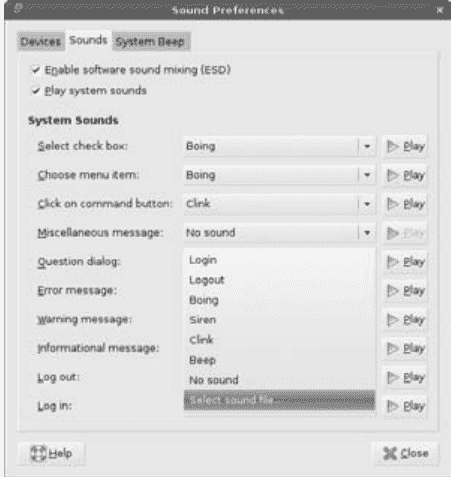 Sound Preferences
Devices Sounds System Beep
Enable software sound mixing (ESD)
Play system sounds
System Sounds
Select check box: Boing Play
Choose menu item: Boing Play
Click on command button: Clink Play
Miscellaneous message: No sound Play
Question dialog: Login Play
Logout
Error message: Boing Play
Warning message: Siren Play
Clink
Informational message: Beep Play
Log out: No sound Play
Log in: Select sound file... Play
Help Close